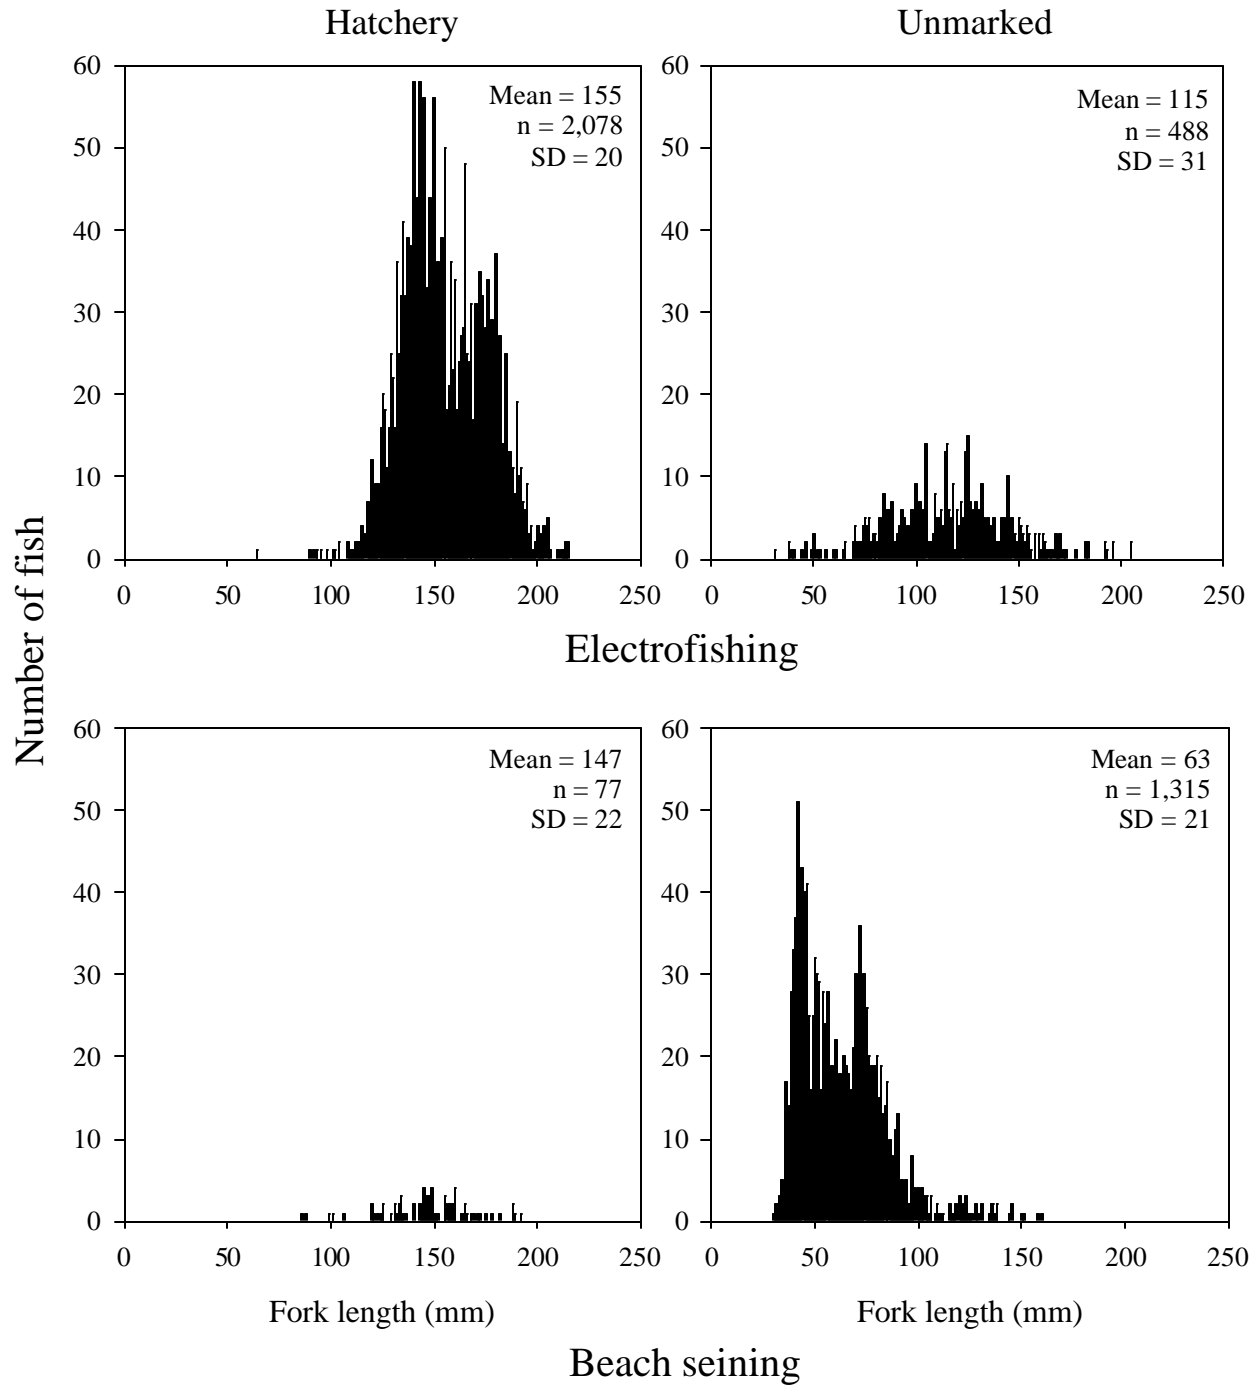 Hatchery
Unmarked
Number of fish
60
50
40
30
20
10
0
Mean = 155
n = 2,078
SD = 20
0 50 100 150 200 250
60
50
40
30
20
10
0
Mean = 115
n = 488
SD = 31
0 50 100 150 200 250
Electrofishing
60
50
40
30
20
10
0
Mean = 147
n = 77
SD = 22
0 50 100 150 200 250
Fork length (mm)
60
50
40
30
20
10
0
Mean = 63
n = 1,315
SD = 21
0 50 100 150 200 250
Fork length (mm)
Beach seining